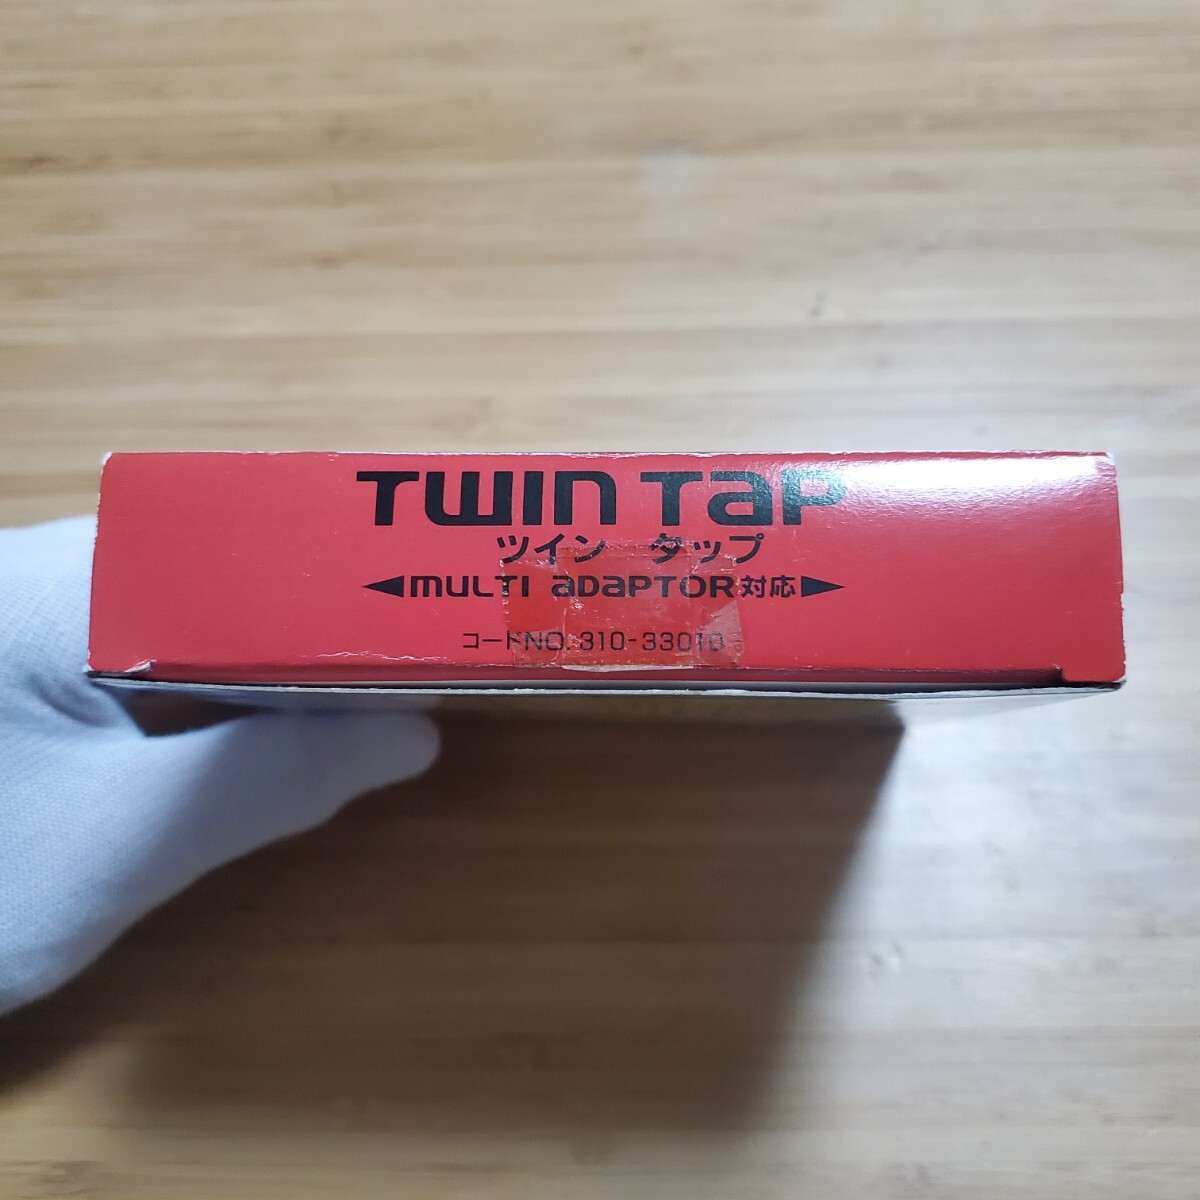 TWIN TaP
ツイン タップ
◀MULTI aDaPTOR対応▶
コードNO. 310-33010